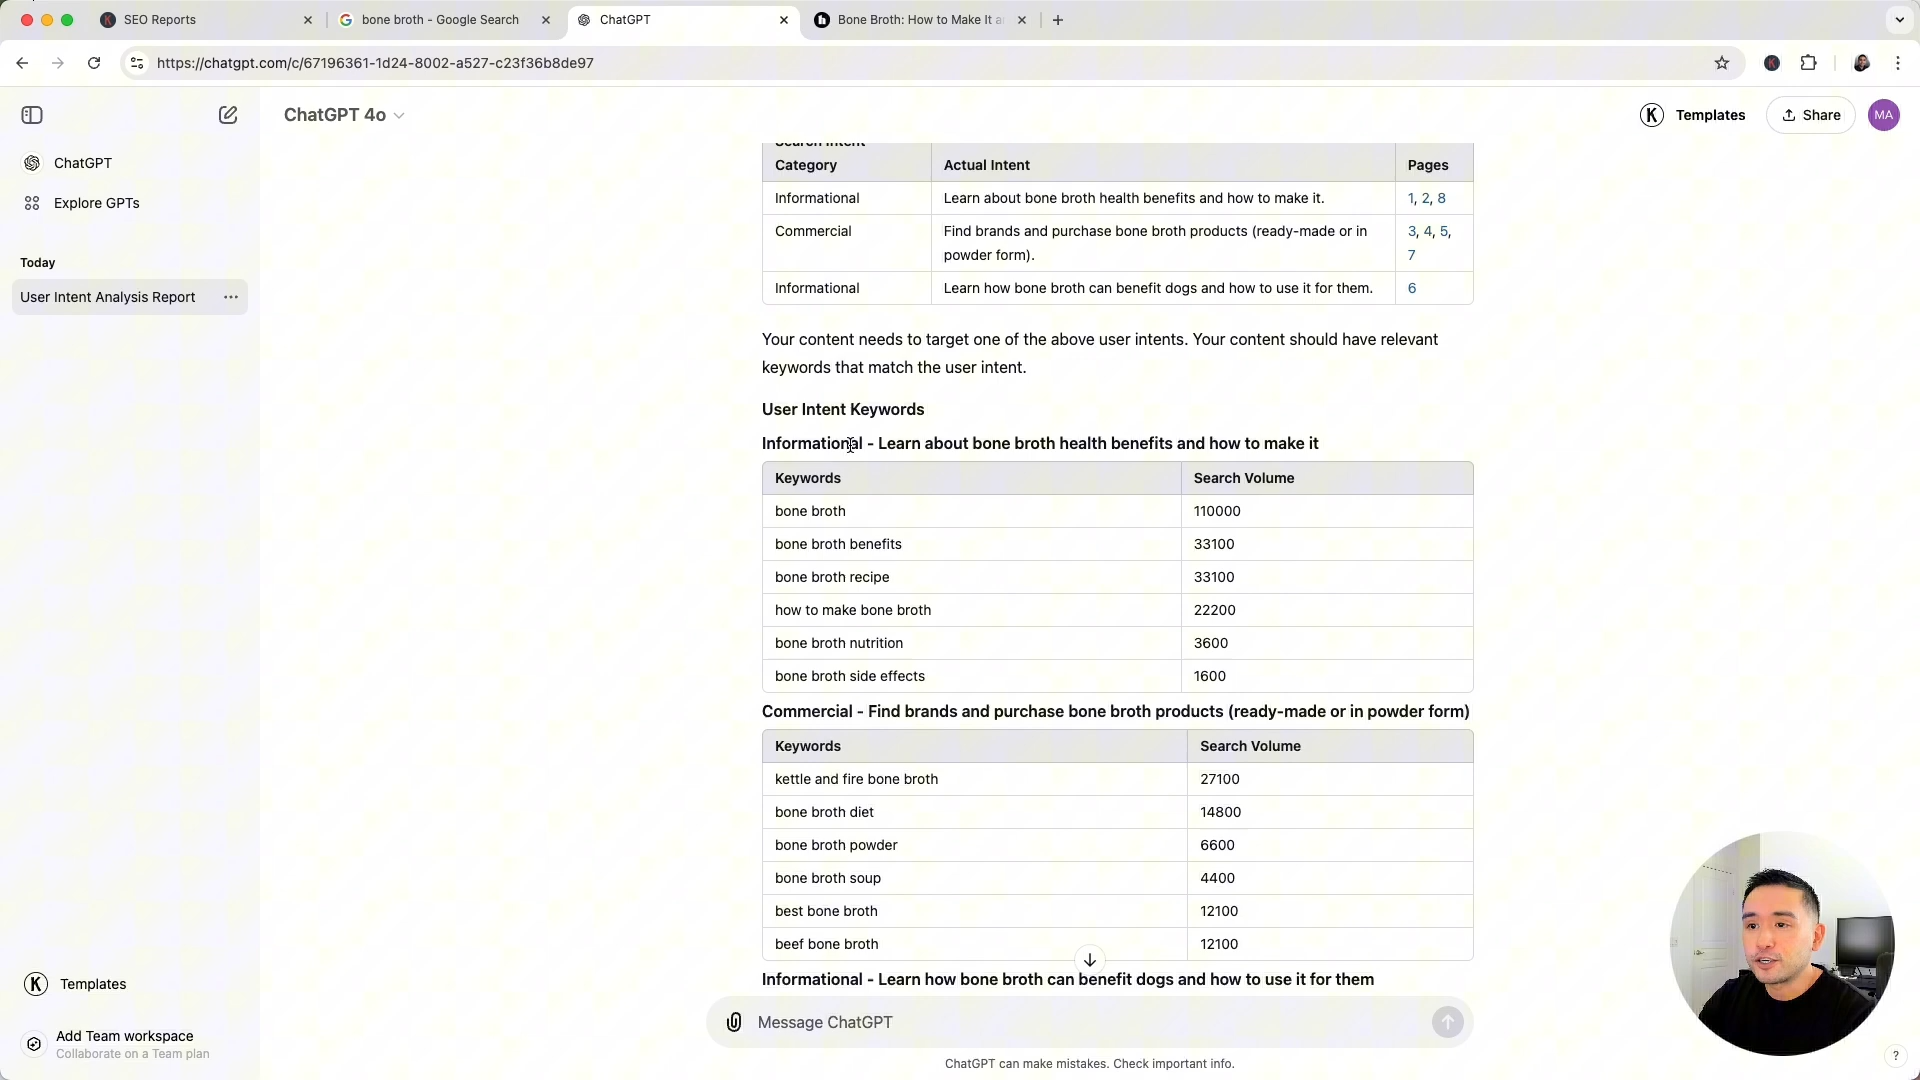 SEO Reports
bone broth - Google Search
ChatGPT
Bone Broth: How to Make It a
https://chatgpt.com/c/67196361-1d24-8002-a527-c23f36b8de97
ChatGPT 4o
Templates
Share
MA
ChatGPT
Explore GPTs
Today
User Intent Analysis Report
Search Intent
Category
Actual Intent
Pages
Informational
Learn about bone broth health benefits and how to make it.
1, 2, 8
Commercial
Find brands and purchase bone broth products (ready-made or in
powder form).
3, 4, 5,
7
Informational
Learn how bone broth can benefit dogs and how to use it for them.
6
Your content needs to target one of the above user intents. Your content should have relevant
keywords that match the user intent.
User Intent Keywords
Informational - Learn about bone broth health benefits and how to make it
Keywords
Search Volume
bone broth
110000
bone broth benefits
33100
bone broth recipe
33100
how to make bone broth
22200
bone broth nutrition
3600
bone broth side effects
1600
Commercial - Find brands and purchase bone broth products (ready-made or in powder form)
Keywords
Search Volume
kettle and fire bone broth
27100
bone broth diet
14800
bone broth powder
6600
bone broth soup
4400
best bone broth
12100
beef bone broth
12100
Informational - Learn how bone broth can benefit dogs and how to use it for them
Templates
Add Team workspace
Collaborate on a Team plan
Message ChatGPT
ChatGPT can make mistakes. Check important info.
?